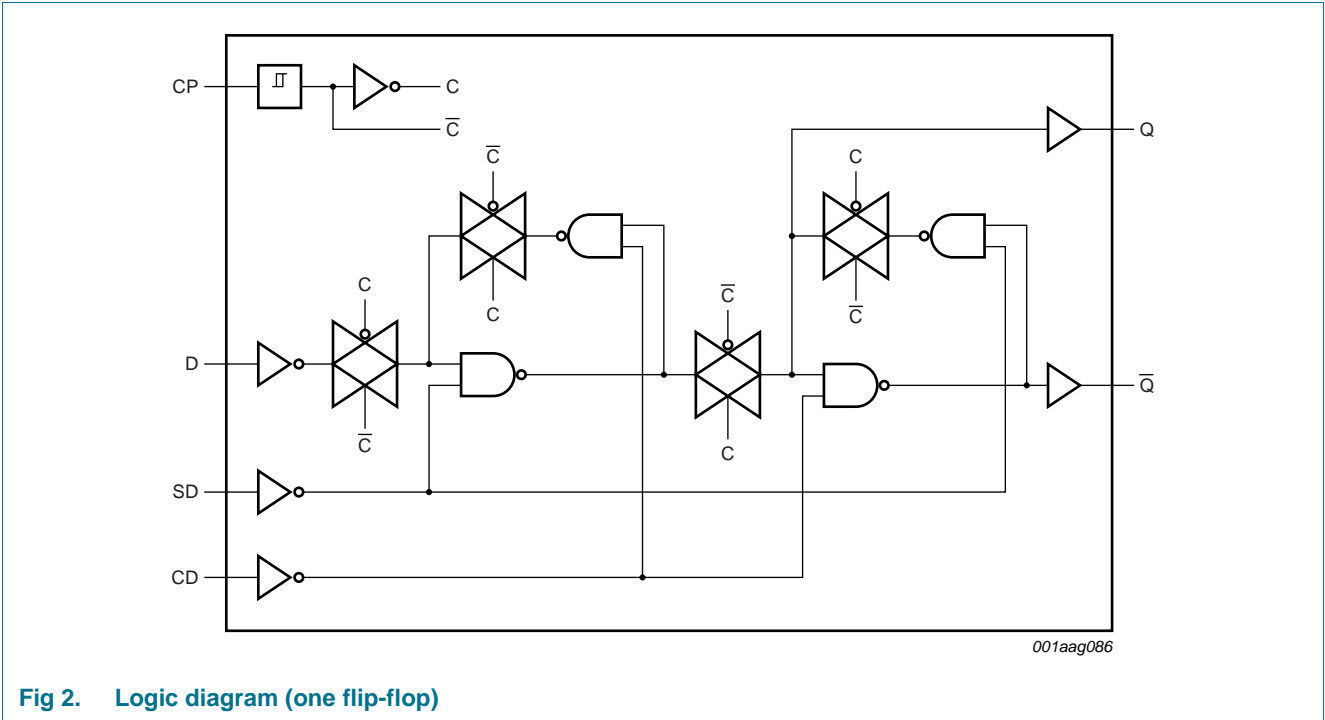 CP
C
C̅
Q
C̅
C
C
C̅
C
C̅
C̅
C
D
Q̅
SD
CD
001aag086
Fig 2. Logic diagram (one flip-flop)